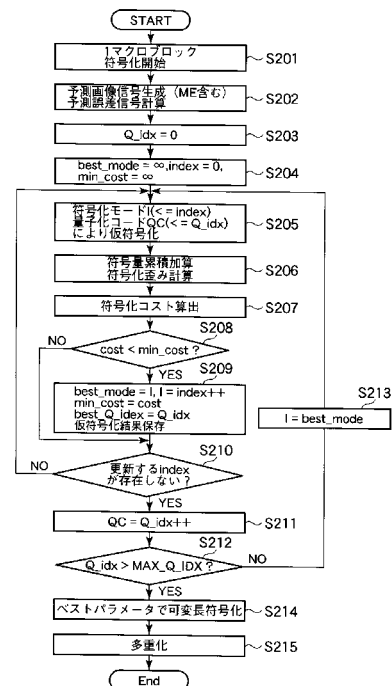 START
1マクロブロック
符号化開始
S201
予測画像信号生成（ME含む）
予測誤差信号計算
S202
Q_idx = 0
S203
best_mode = ∞,index = 0,
min_cost = ∞
S204
符号化モードI(<= index)
量子化コードQC(<= Q_idx)
により仮符号化
S205
符号量累積加算
符号化歪み計算
S206
符号化コスト算出
S207
S208
cost < min_cost ?
NO
YES
S209
best_mode = I, I = index++
min_cost = cost
best_Q_idex = Q_idx
仮符号化結果保存
S213
I = best_mode
S210
更新するindex
が存在しない？
NO
YES
QC = Q_idx++
S211
S212
Q_idx > MAX_Q_IDX ?
NO
YES
ベストパラメータで可変長符号化
S214
多重化
S215
End